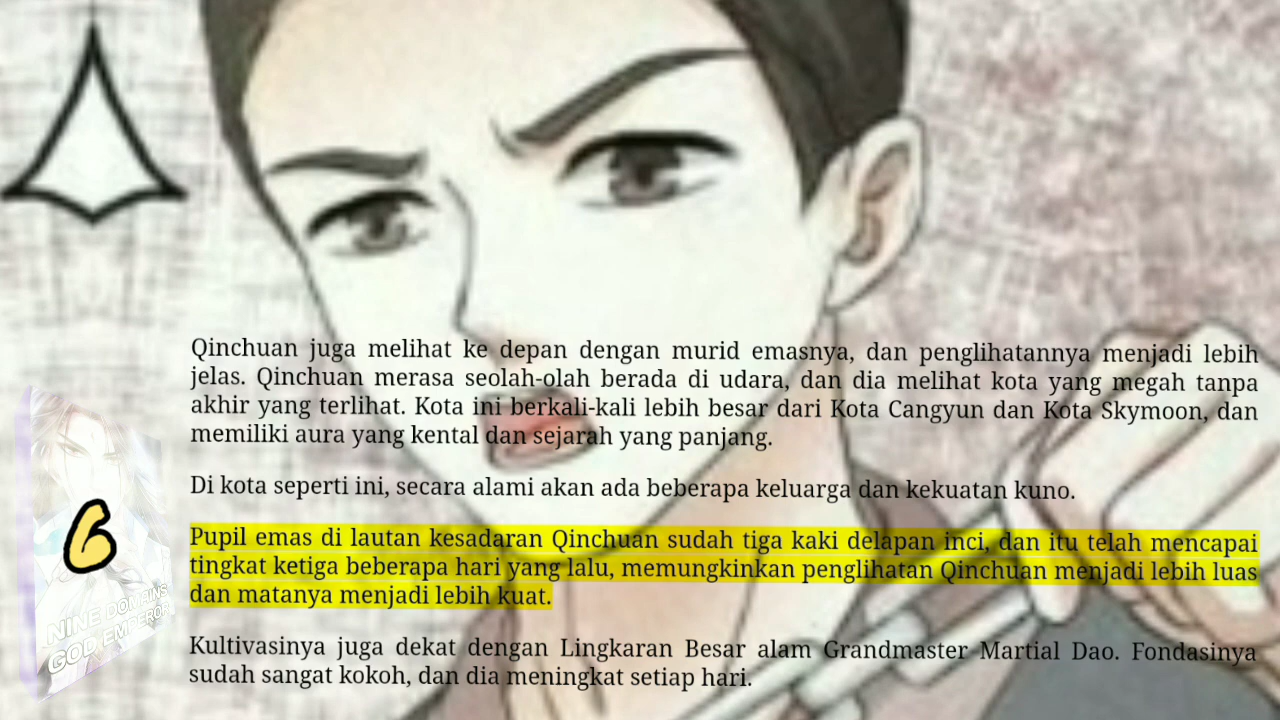 Qinchuan juga melihat ke depan dengan murid emasnya, dan penglihatannya menjadi lebih
jelas. Qinchuan merasa seolah-olah berada di udara, dan dia melihat kota yang megah tanpa
akhir yang terlihat. Kota ini berkali-kali lebih besar dari Kota Cangyun dan Kota Skymoon, dan
memiliki aura yang kental dan sejarah yang panjang.
Di kota seperti ini, secara alami akan ada beberapa keluarga dan kekuatan kuno.
Pupil emas di lautan kesadaran Qinchuan sudah tiga kaki delapan inci, dan itu telah mencapai
tingkat ketiga beberapa hari yang lalu, memungkinkan penglihatan Qinchuan menjadi lebih luas
dan matanya menjadi lebih kuat.
Kultivasinya juga dekat dengan Lingkaran Besar alam Grandmaster Martial Dao. Fondasinya
sudah sangat kokoh, dan dia meningkat setiap hari.
6
NINE DOMAINS
GOD EMPEROR